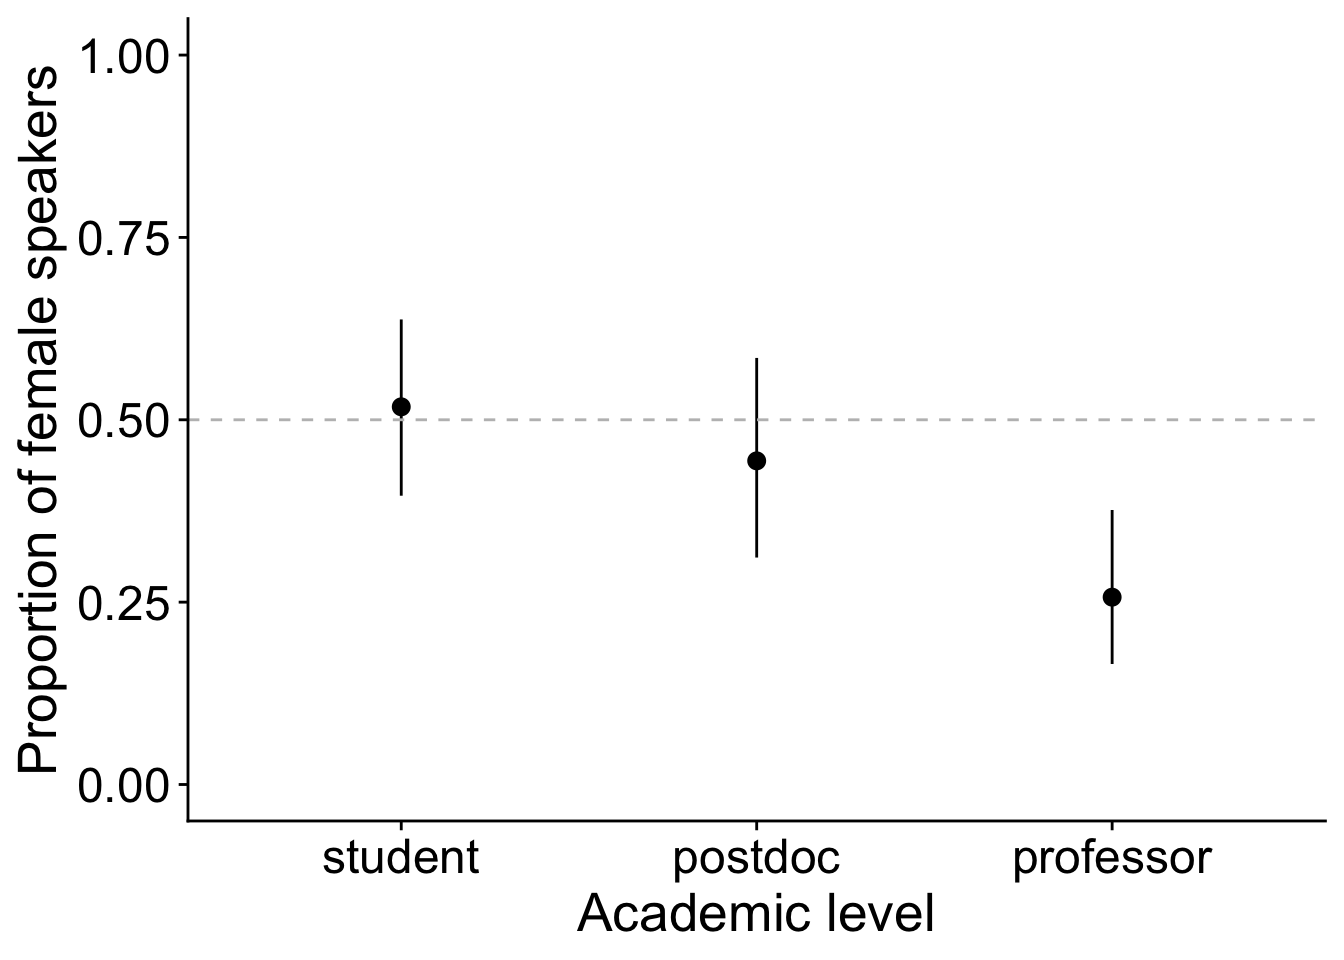 Proportion of female speakers
1.00
0.75
0.50
0.25
0.00
student postdoc professor
Academic level